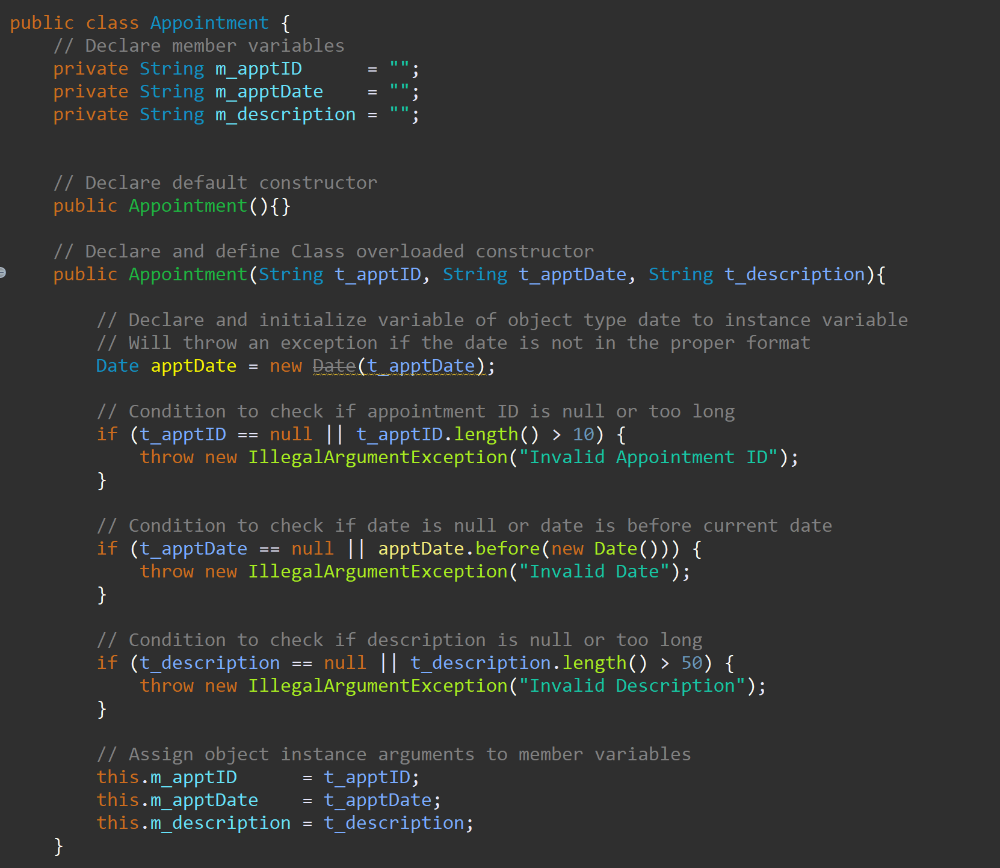 public class Appointment {
    // Declare member variables
    private String m_apptID      = "";
    private String m_apptDate    = "";
    private String m_description = "";
    // Declare default constructor
    public Appointment(){}
    // Declare and define Class overloaded constructor
    public Appointment(String t_apptID, String t_apptDate, String t_description){
        // Declare and initialize variable of object type date to instance variable
        // Will throw an exception if the date is not in the proper format
        Date apptDate = new Date(t_apptDate);
        // Condition to check if appointment ID is null or too long
        if (t_apptID == null || t_apptID.length() > 10) {
            throw new IllegalArgumentException("Invalid Appointment ID");
        }
        // Condition to check if date is null or date is before current date
        if (t_apptDate == null || apptDate.before(new Date())) {
            throw new IllegalArgumentException("Invalid Date");
        }
        // Condition to check if description is null or too long
        if (t_description == null || t_description.length() > 50) {
            throw new IllegalArgumentException("Invalid Description");
        }
        // Assign object instance arguments to member variables
        this.m_apptID      = t_apptID;
        this.m_apptDate    = t_apptDate;
        this.m_description = t_description;
    }